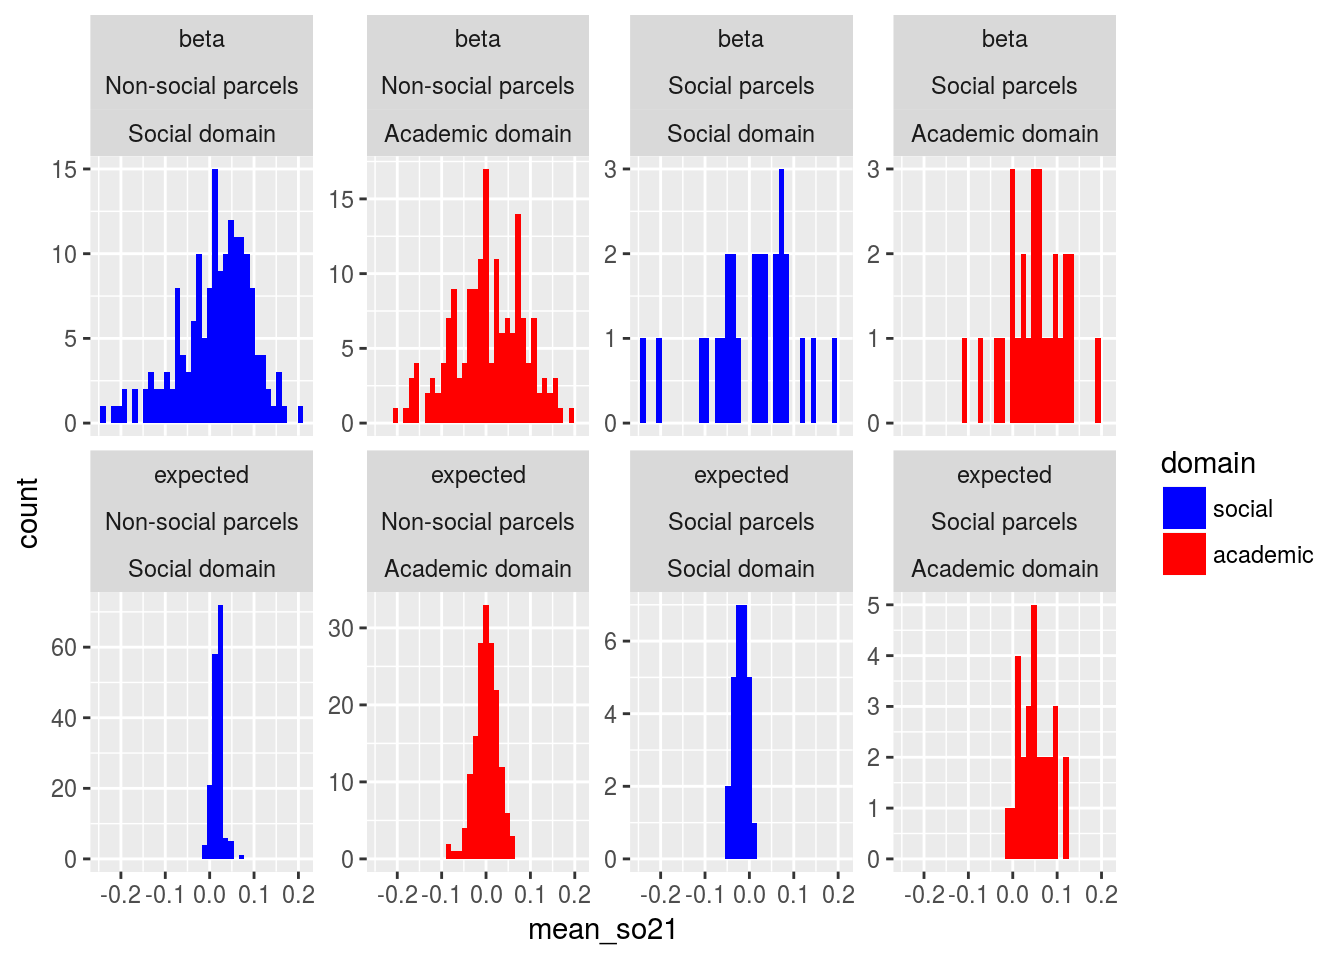 beta
Non-social parcels
Social domain
beta
Non-social parcels
Academic domain
beta
Social parcels
Social domain
beta
Social parcels
Academic domain
15
10
5
0
15
10
5
0
3
2
1
0
3
2
1
0
expected
Non-social parcels
Social domain
expected
Non-social parcels
Academic domain
expected
Social parcels
Social domain
expected
Social parcels
Academic domain
60
40
20
0
30
20
10
0
6
4
2
0
5
4
3
2
1
0
-0.2 -0.1 0.0 0.1 0.2
-0.2 -0.1 0.0 0.1 0.2
-0.2 -0.1 0.0 0.1 0.2
-0.2 -0.1 0.0 0.1 0.2
mean_so21
count
domain
social
academic